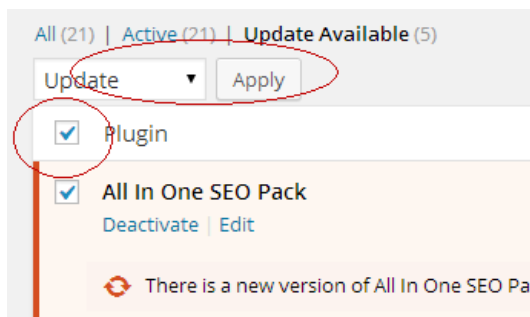 All (21) | Active (21) | Update Available (5)
Update Apply
Plugin
All In One SEO Pack
Deactivate | Edit
There is a new version of All In One SEO Pa